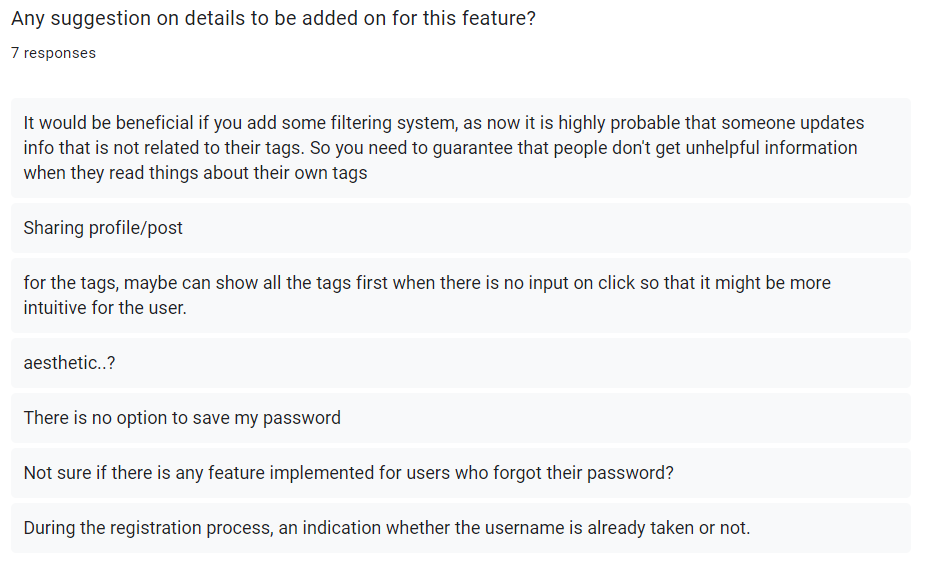 Any suggestion on details to be added on for this feature?
7 responses
It would be beneficial if you add some filtering system, as now it is highly probable that someone updates
info that is not related to their tags. So you need to guarantee that people don't get unhelpful information
when they read things about their own tags
Sharing profile/post
for the tags, maybe can show all the tags first when there is no input on click so that it might be more
intuitive for the user.
aesthetic..?
There is no option to save my password
Not sure if there is any feature implemented for users who forgot their password?
During the registration process, an indication whether the username is already taken or not.